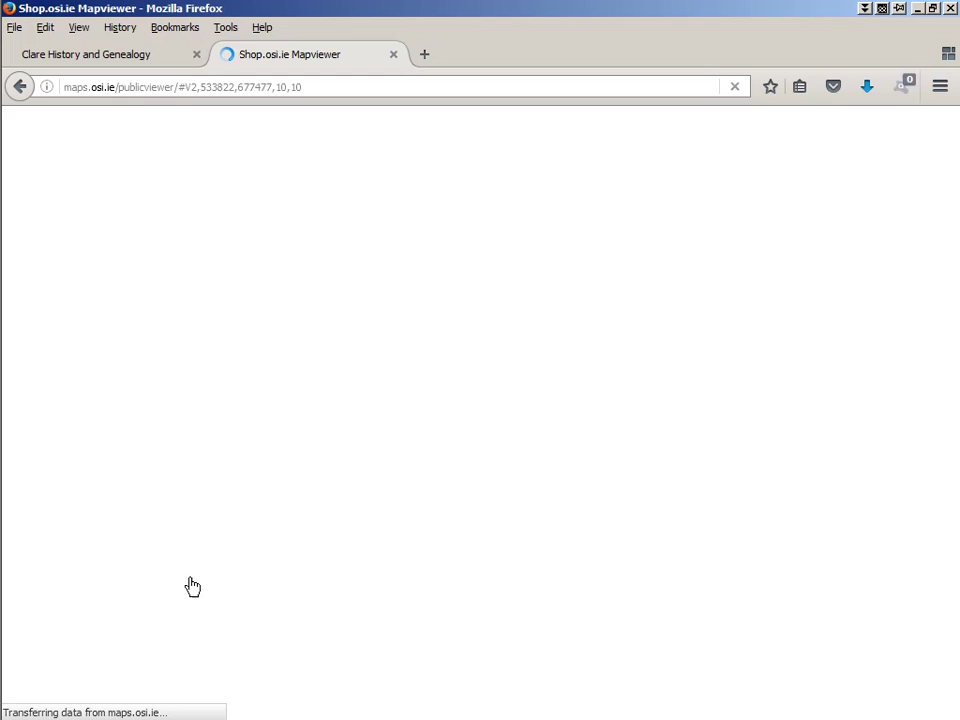 Shop.osi.ie Mapviewer - Mozilla Firefox
File Edit View History Bookmarks Tools Help
Clare History and Genealogy Shop.osi.ie Mapviewer
maps.osi.ie/publicviewer/#V2,533822,677477,10,10
0
Transferring data from maps.osi.ie...